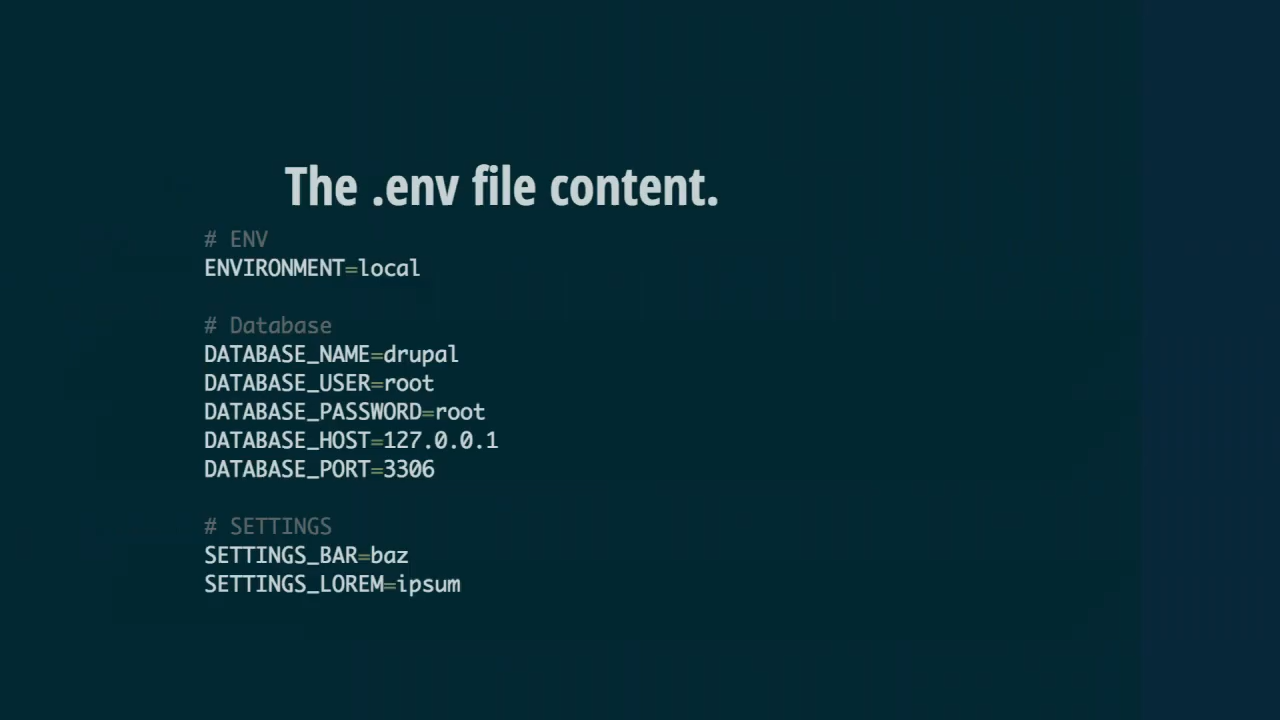 The .env file content.
# ENV
ENVIRONMENT=local
# Database
DATABASE_NAME=drupal
DATABASE_USER=root
DATABASE_PASSWORD=root
DATABASE_HOST=127.0.0.1
DATABASE_PORT=3306
# SETTINGS
SETTINGS_BAR=baz
SETTINGS_LOREM=ipsum